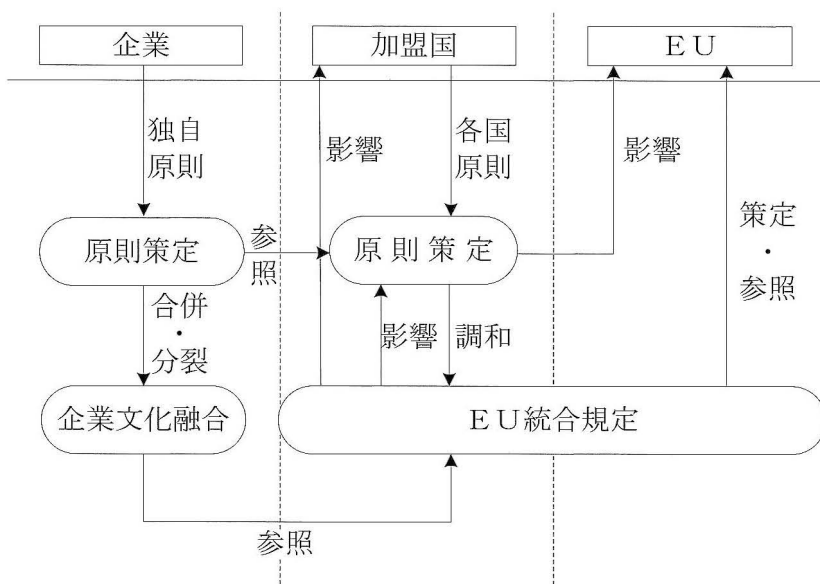 企業
加盟国
ＥＵ
独自
原則
影響
各国
原則
影響
原則策定
参
照
原則策定
策
定
・
参
照
合併
・
分裂
影響
調和
企業文化融合
ＥＵ統合規定
参照